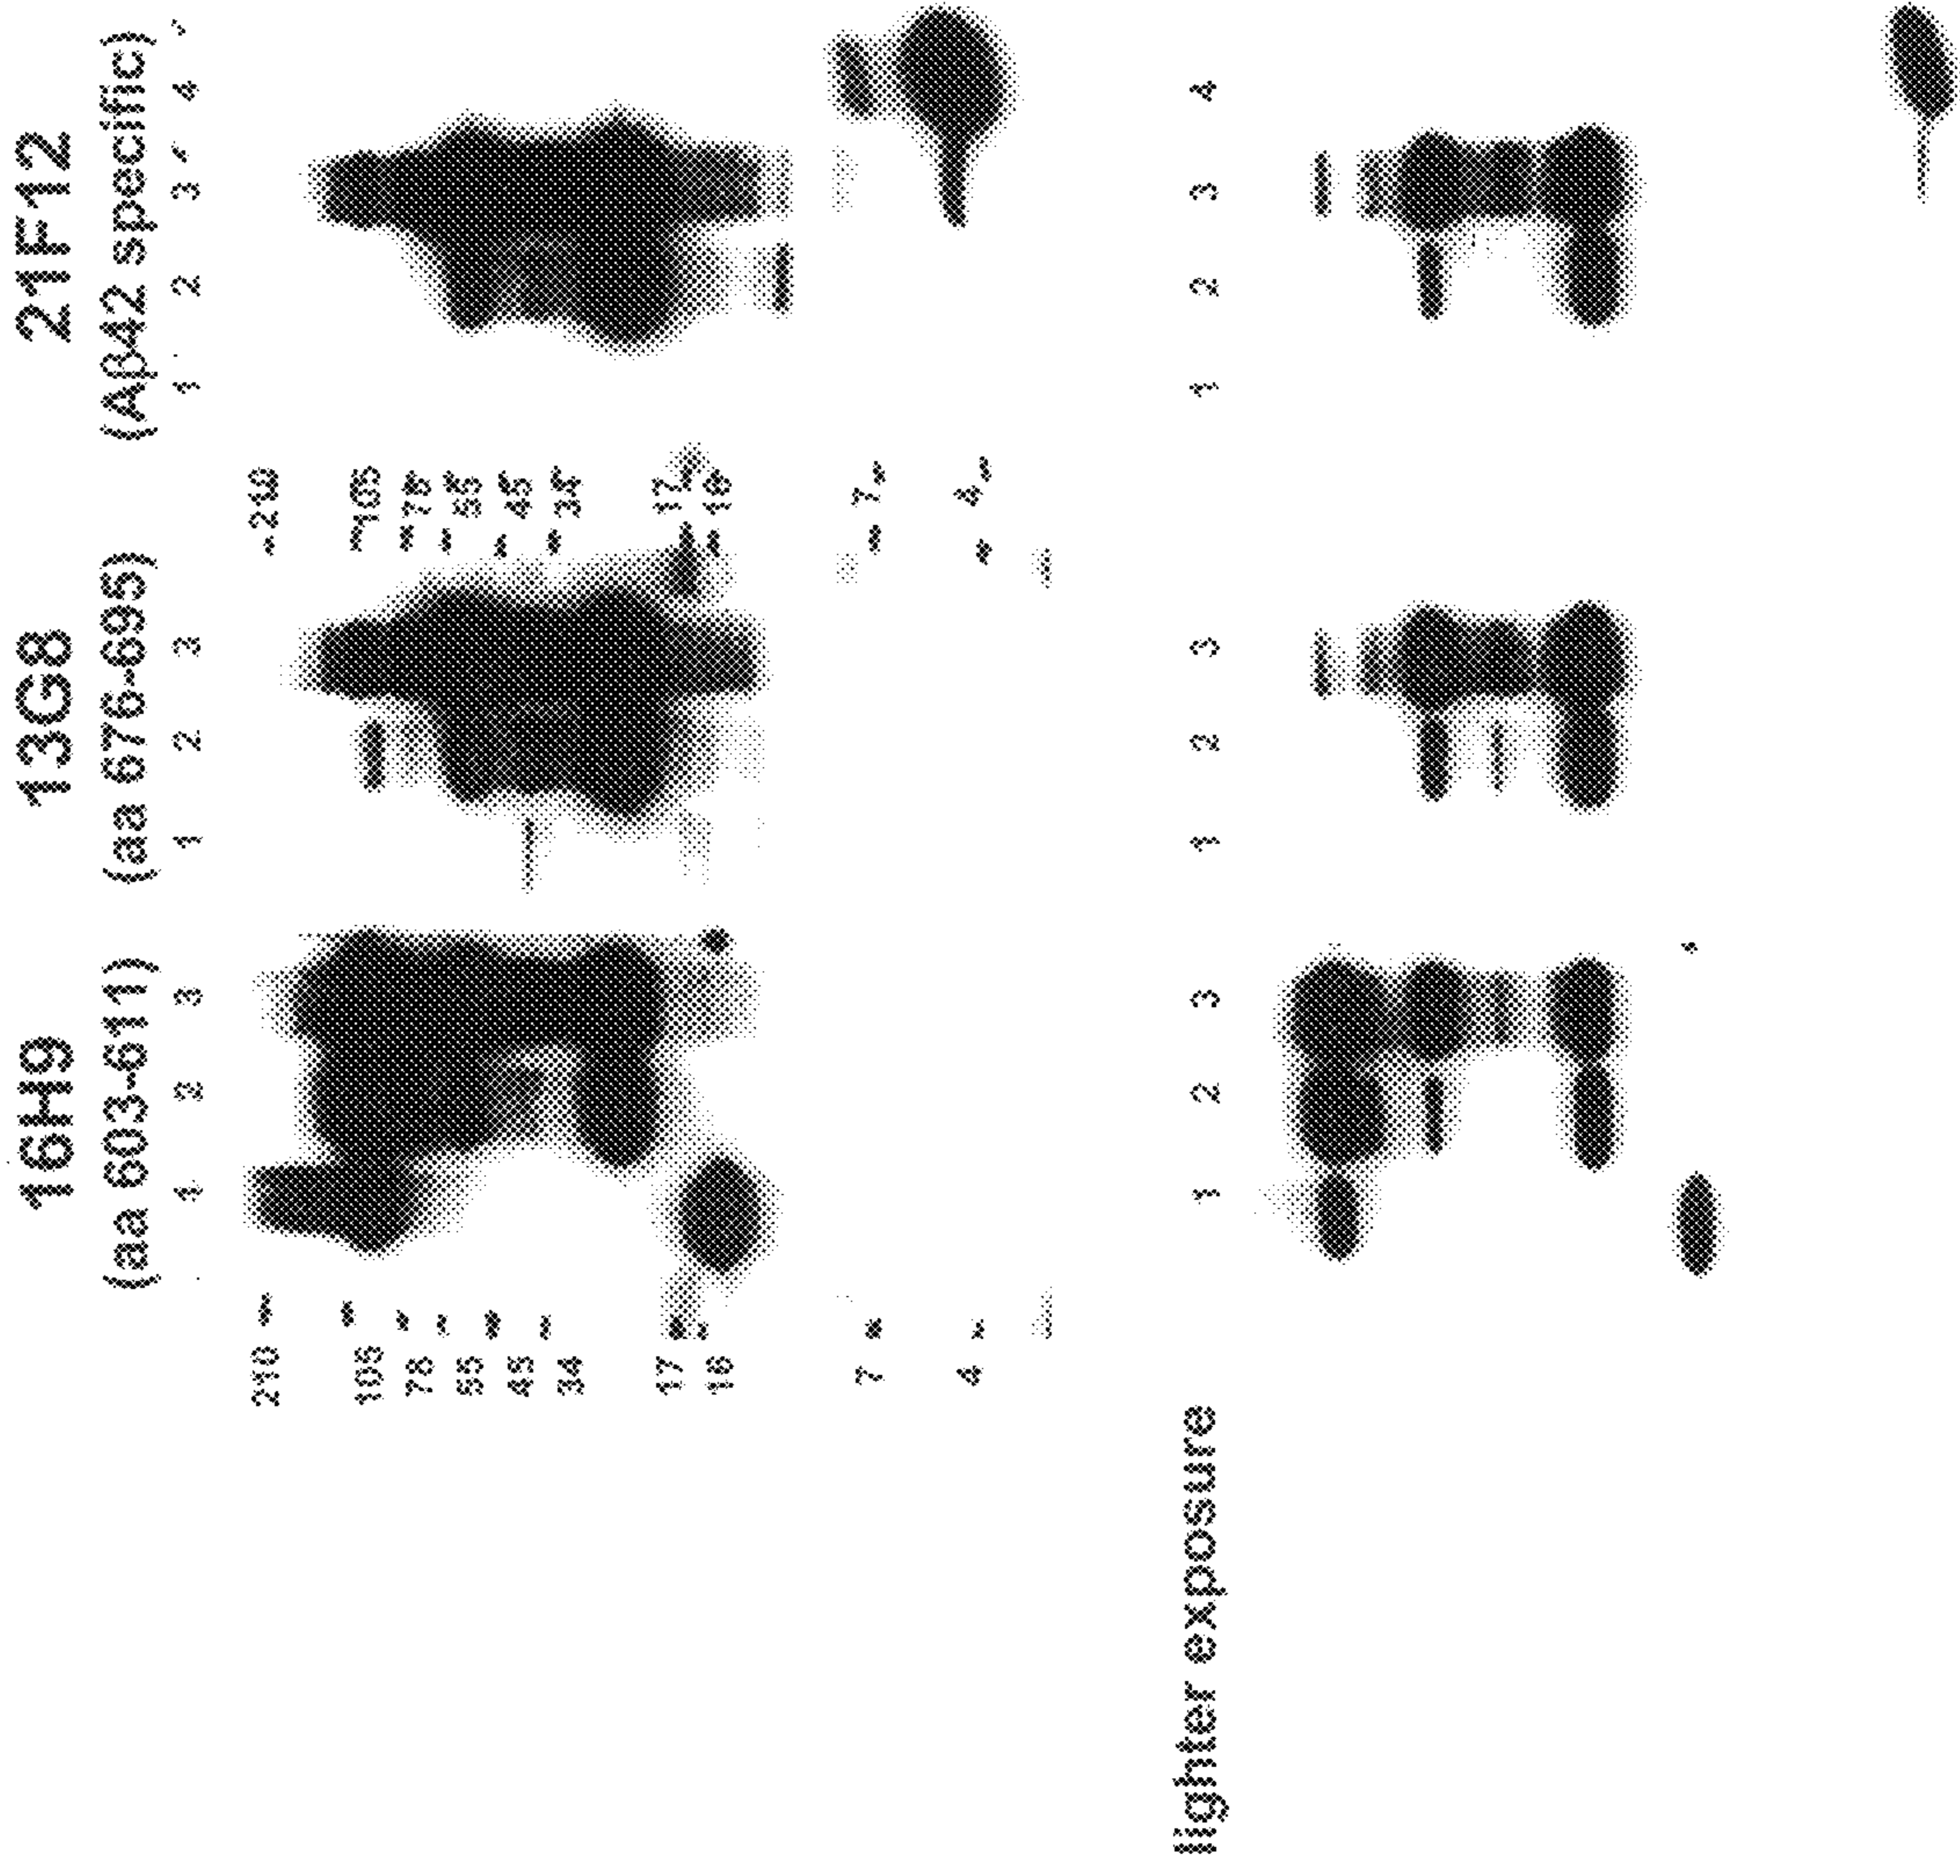 16H9 13G8 21F12
(aa 603-611) (aa 676-695) (Aβ42 specific)
1 2 3 1 2 3 1 2 3 4
210 210
105 105
78 78
55 55
45 45
34
17 17
16
7 7
4 4
lighter exposure
1 2 3 1 2 3 1 2 3 4